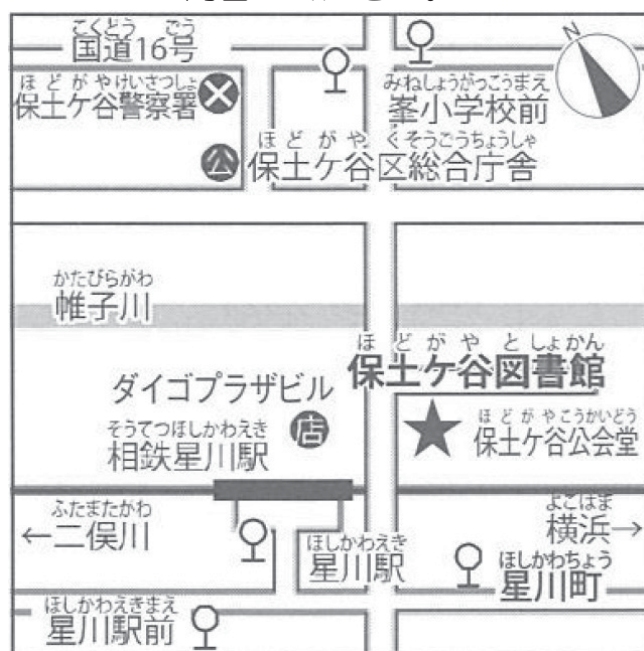 こくどう ごう
国道16号
N
ほどがやけいさつしょ
保土ケ谷警察署
みねしょうがっこうまえ
峯小学校前
公
ほどがやくそうごうちょうしゃ
保土ケ谷区総合庁舎
かたびらがわ
帷子川
ほどがやとしょかん
保土ケ谷図書館
ダイゴプラザビル
店
そうてつほしかわえき
相鉄星川駅
ほどがやこうかいどう
保土ケ谷公会堂
ふたまたがわ
←二俣川
よこはま
横浜→
ほしかわえき
星川駅
ほしかわちょう
星川町
ほしかわえきまえ
星川駅前